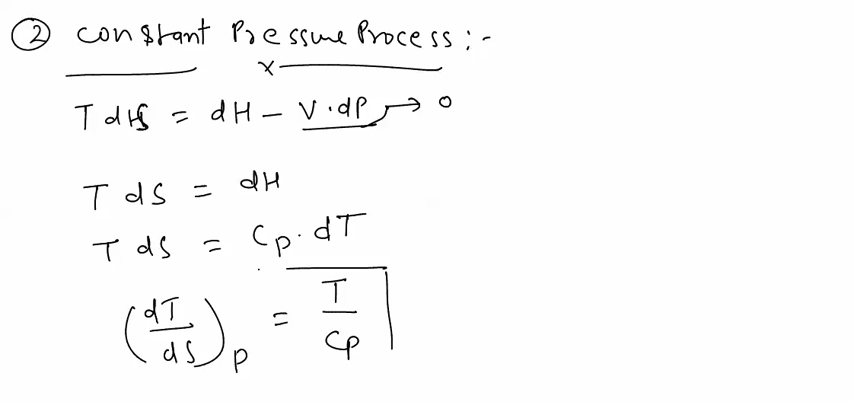 ② constant Pressure Process :-
T dS = dH - V.dP → 0
T dS = dH
T dS = Cp. dT
(dT/dS)p = T/Cp